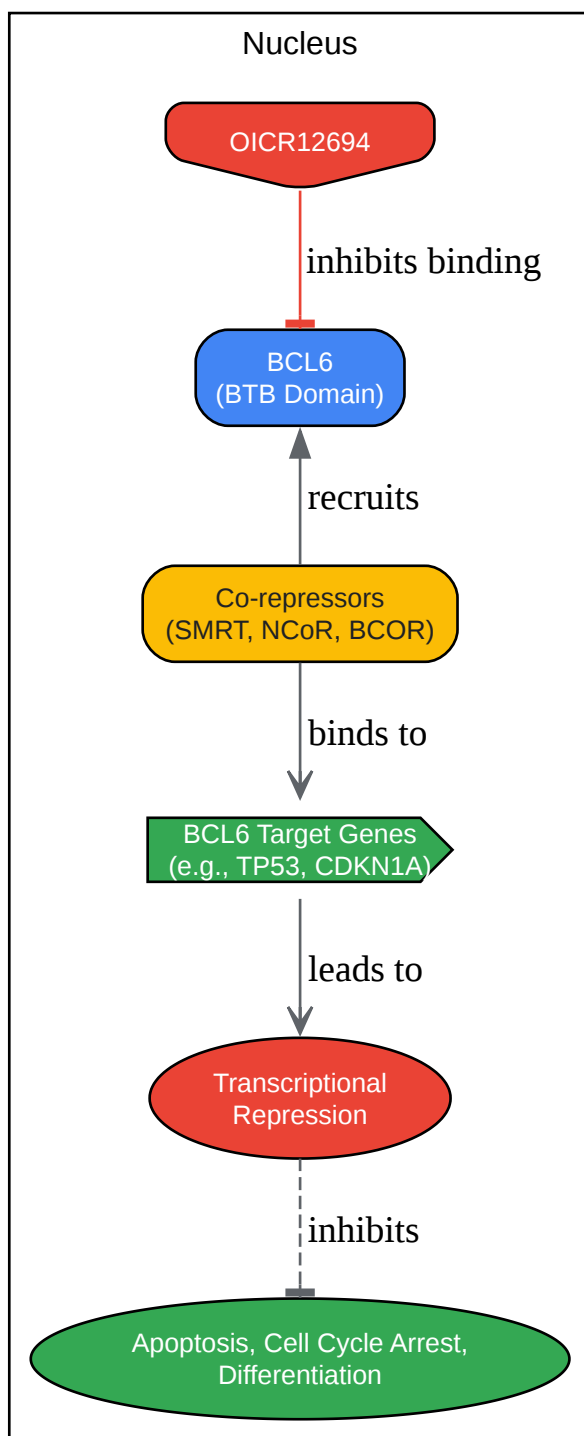 Nucleus
OICR12694
inhibits binding
BCL6
(BTB Domain)
recruits
Co-repressors
(SMRT, NCoR, BCOR)
binds to
BCL6 Target Genes
(e.g., TP53, CDKN1A)
leads to
Transcriptional
Repression
inhibits
Apoptosis, Cell Cycle Arrest,
Differentiation